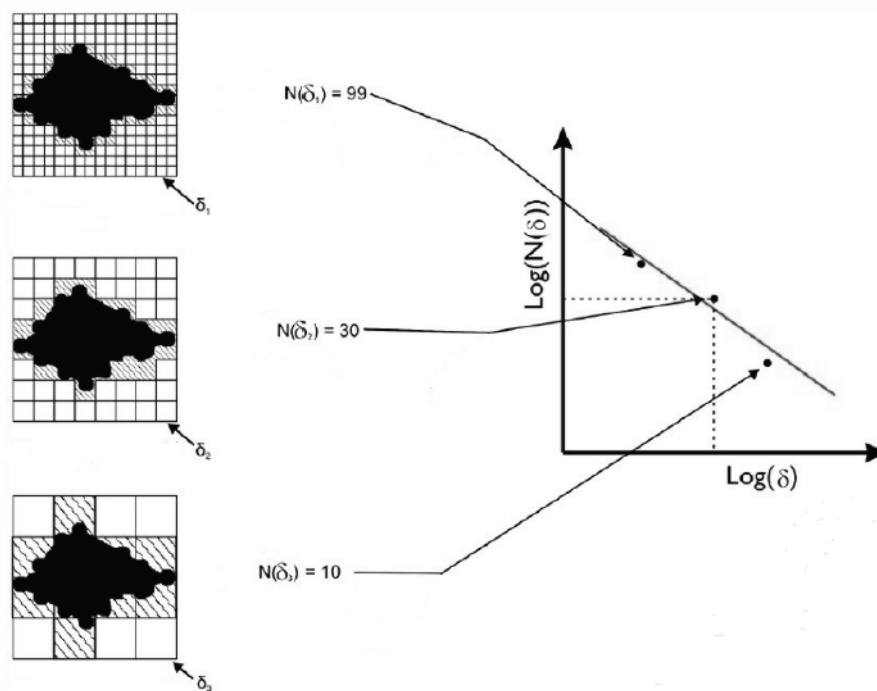 N(δ₁) = 99
δ₁
Log(N(δ))
N(δ₂) = 30
δ₂
Log(δ)
N(δ₃) = 10
δ₃